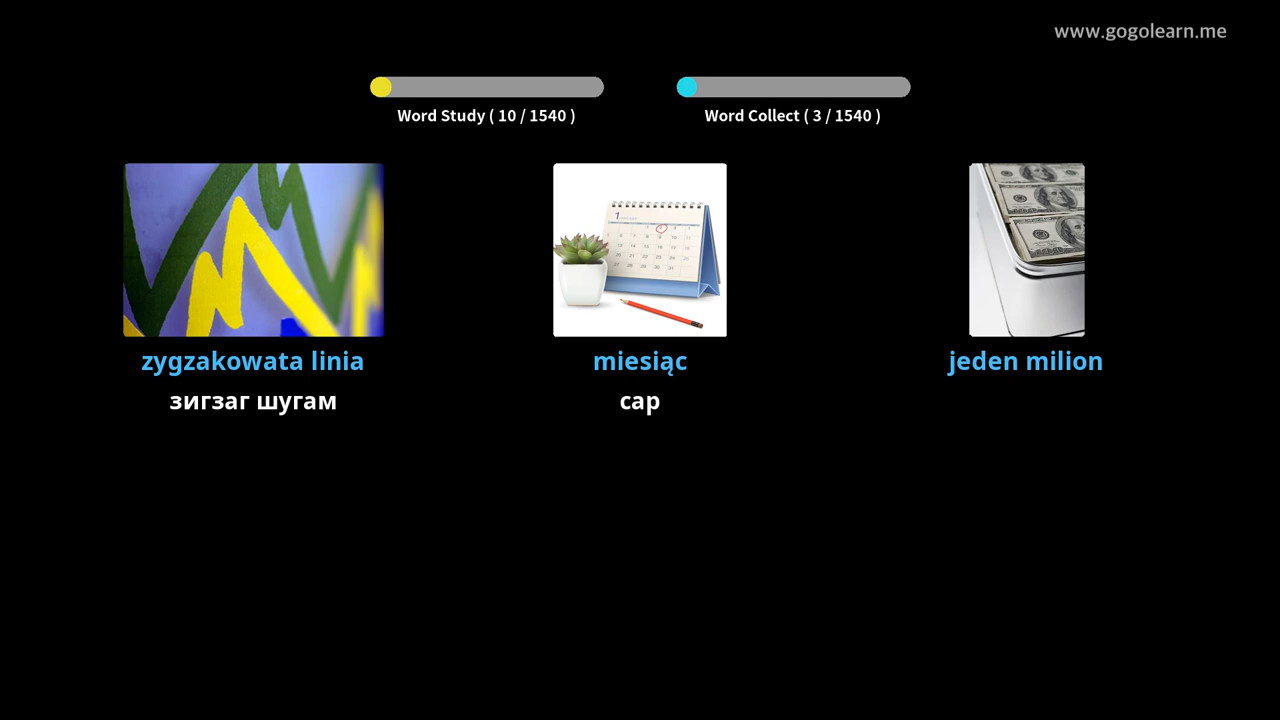 www.gogolearn.me
Word Study ( 10 / 1540 )
Word Collect ( 3 / 1540 )
zygzakowata linia
miesiąc
jeden milion
зигзаг шугам
сар